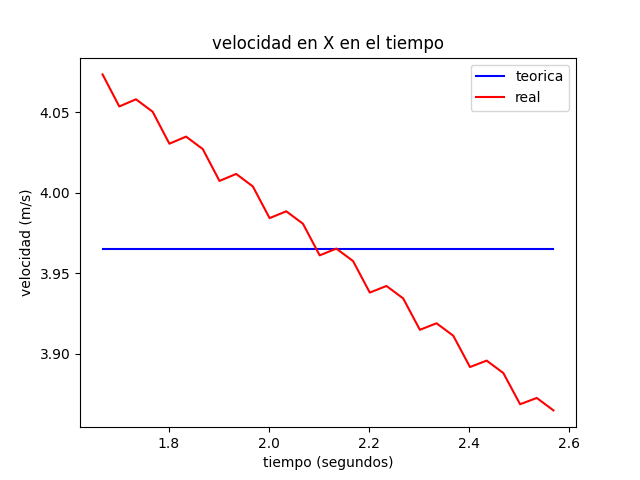 velocidad en X en el tiempo
teorica
real
velocidad (m/s)
4.05
4.00
3.95
3.90
1.8
2.0
2.2
2.4
2.6
tiempo (segundos)